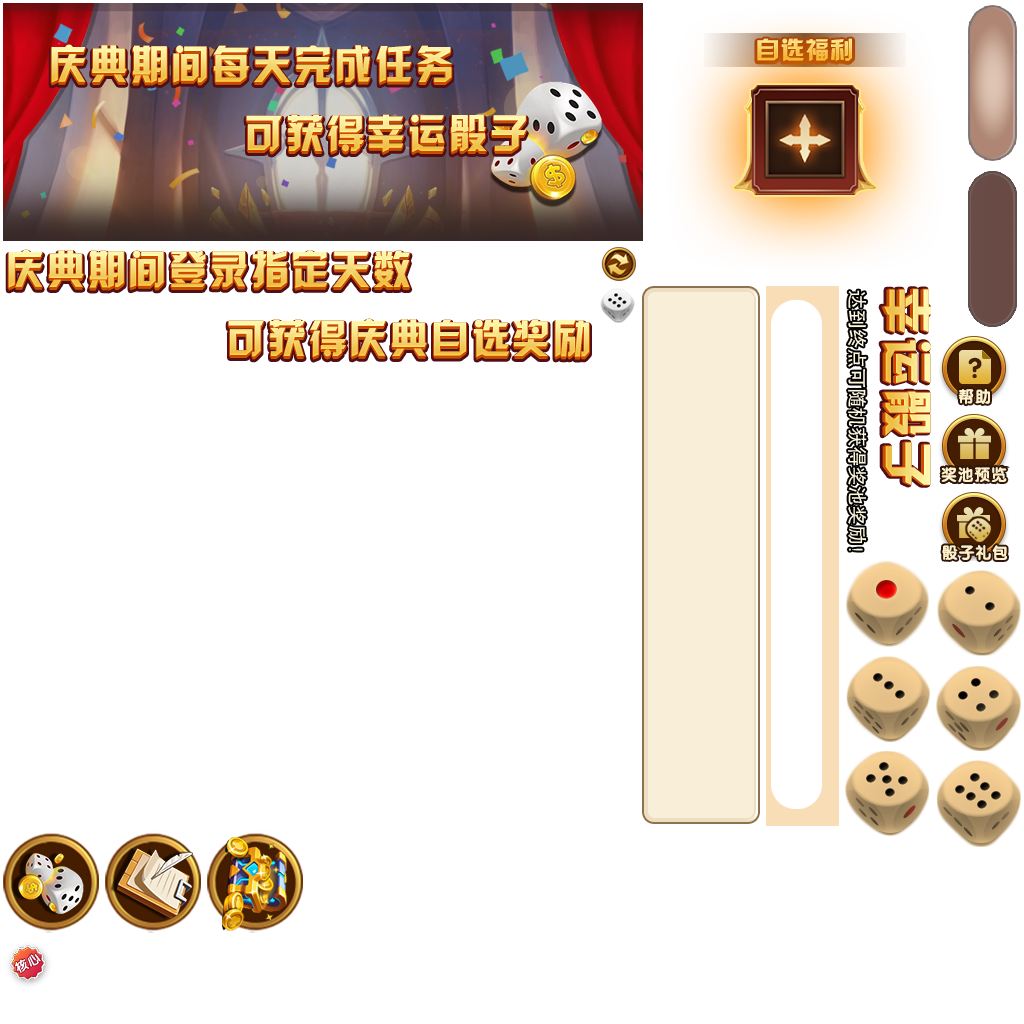 庆典期间每天完成任务
可获得幸运骰子
自选福利
庆典期间登录指定天数
可获得庆典自选奖励
幸运骰子
达到终点可随机获得奖池奖励！
帮助
奖池预览
骰子礼包
核心